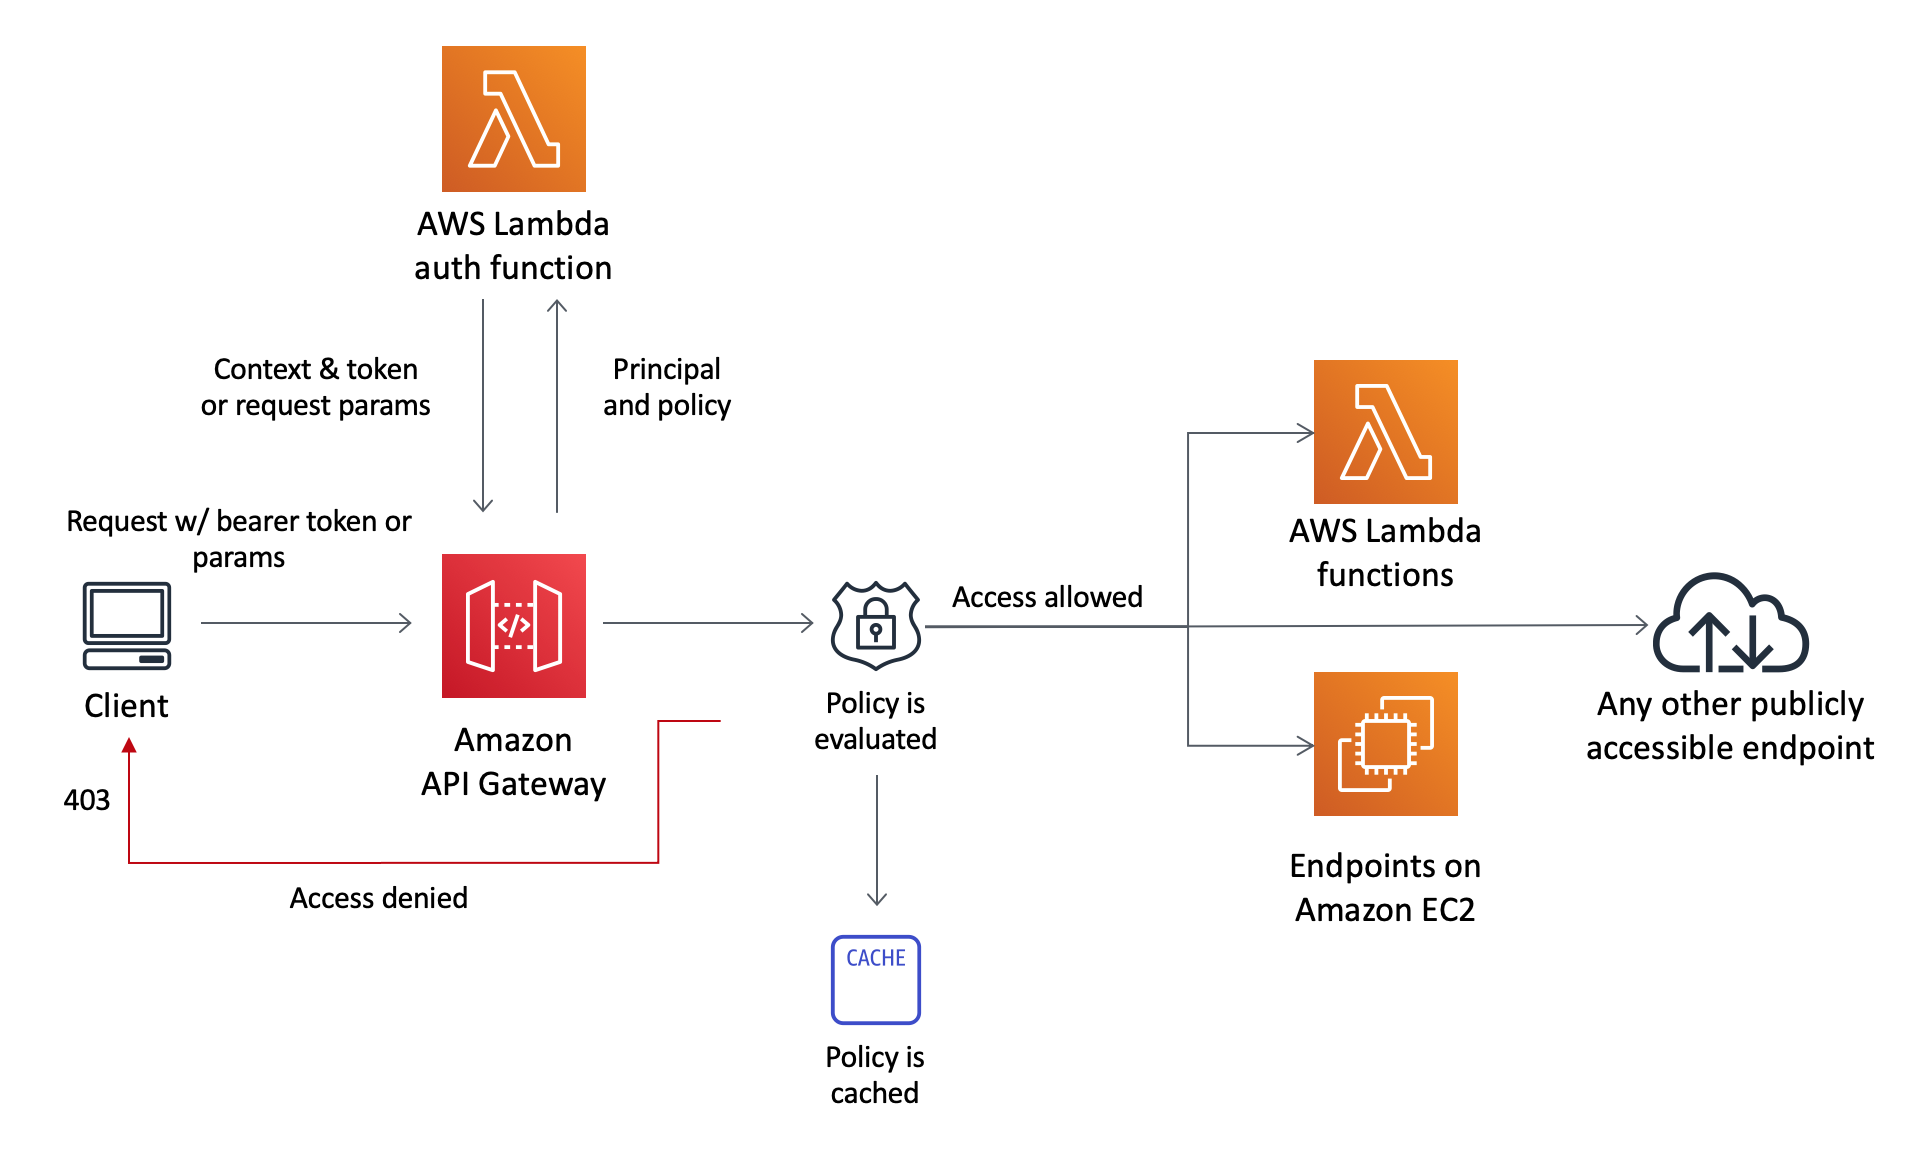 AWS Lambda
auth function
Context & token
or request params
Principal
and policy
Request w/ bearer token or
params
Client
Amazon
API Gateway
403
Access denied
Policy is
evaluated
Access allowed
CACHE
Policy is
cached
AWS Lambda
functions
Endpoints on
Amazon EC2
Any other publicly
accessible endpoint